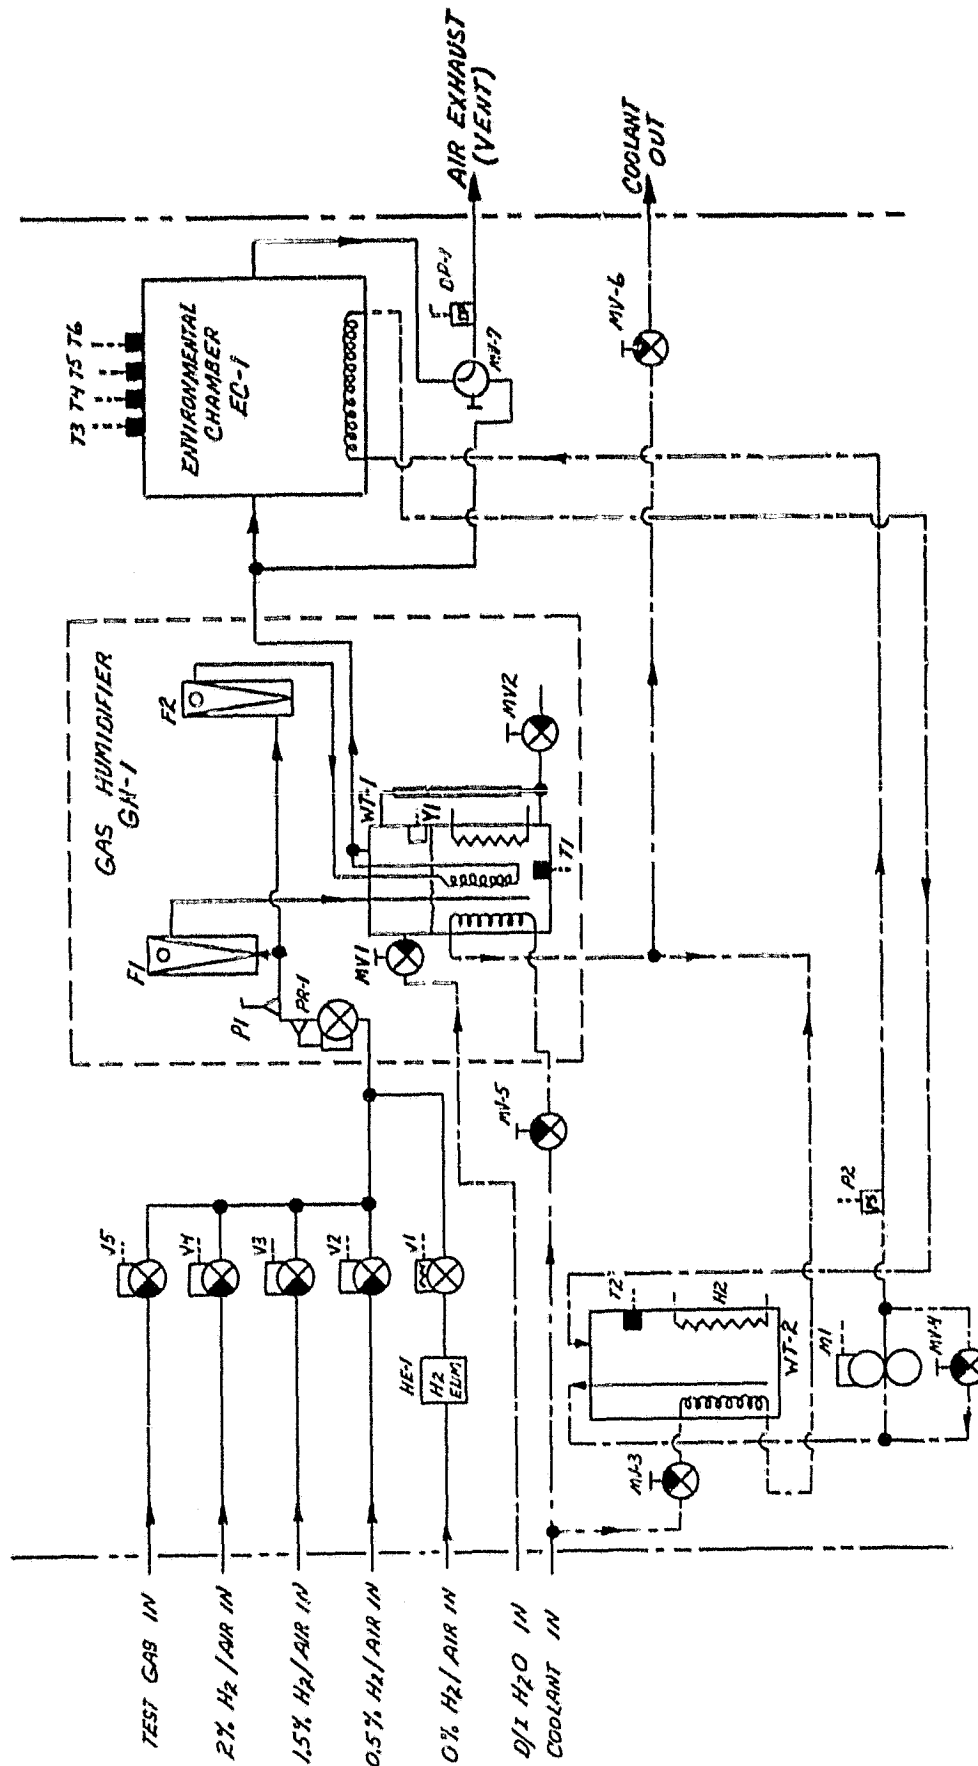 TEST GAS IN
2% H2/AIR IN
1.5% H2/AIR IN
0.5% H2/AIR IN
0% H2/AIR IN
D/I H2O IN
COOLANT IN
V5
V4
V3
V2
V1
HE-1
H2
ELIM
MV-5
MV-3
WT-2
T2
H2
M1
MV-4
P2
PS
GAS HUMIDIFIER
GH-1
F1
F2
P1
PR-1
MV1
WT-1
Y1
T1
MV2
T3 T4 T5 T6
ENVIRONMENTAL
CHAMBER
EC-1
MV-7
DP-1
DP
MV-6
AIR EXHAUST
(VENT)
COOLANT
OUT